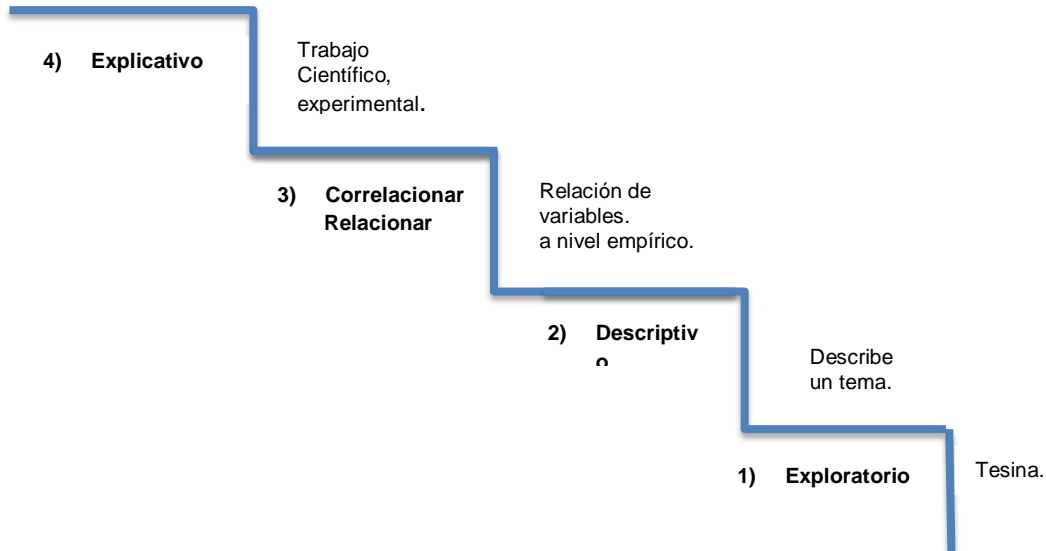 4) Explicativo
Trabajo
Científico,
experimental.
3) Correlacionar
Relacionar
Relación de
variables.
a nivel empírico.
2) Descriptiv
o
Describe
un tema.
1) Exploratorio
Tesina.